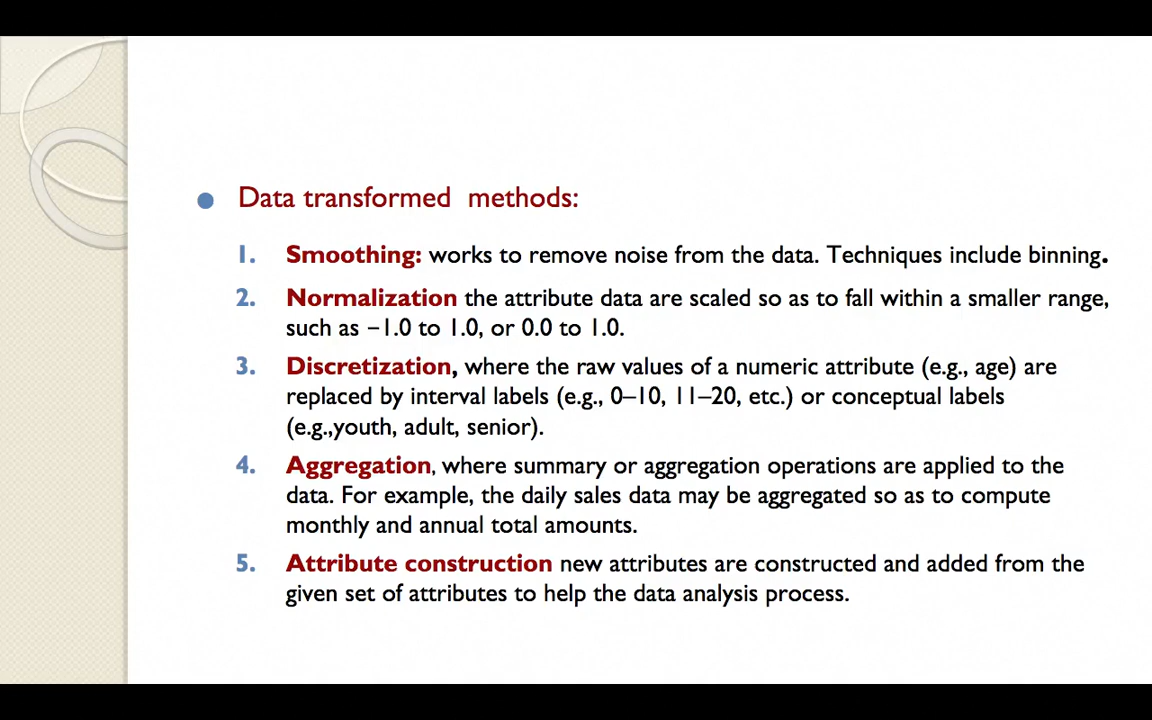 Data transformed methods:
1. Smoothing: works to remove noise from the data. Techniques include binning.
2. Normalization the attribute data are scaled so as to fall within a smaller range,
such as −1.0 to 1.0, or 0.0 to 1.0.
3. Discretization, where the raw values of a numeric attribute (e.g., age) are
replaced by interval labels (e.g., 0–10, 11–20, etc.) or conceptual labels
(e.g.,youth, adult, senior).
4. Aggregation, where summary or aggregation operations are applied to the
data. For example, the daily sales data may be aggregated so as to compute
monthly and annual total amounts.
5. Attribute construction new attributes are constructed and added from the
given set of attributes to help the data analysis process.